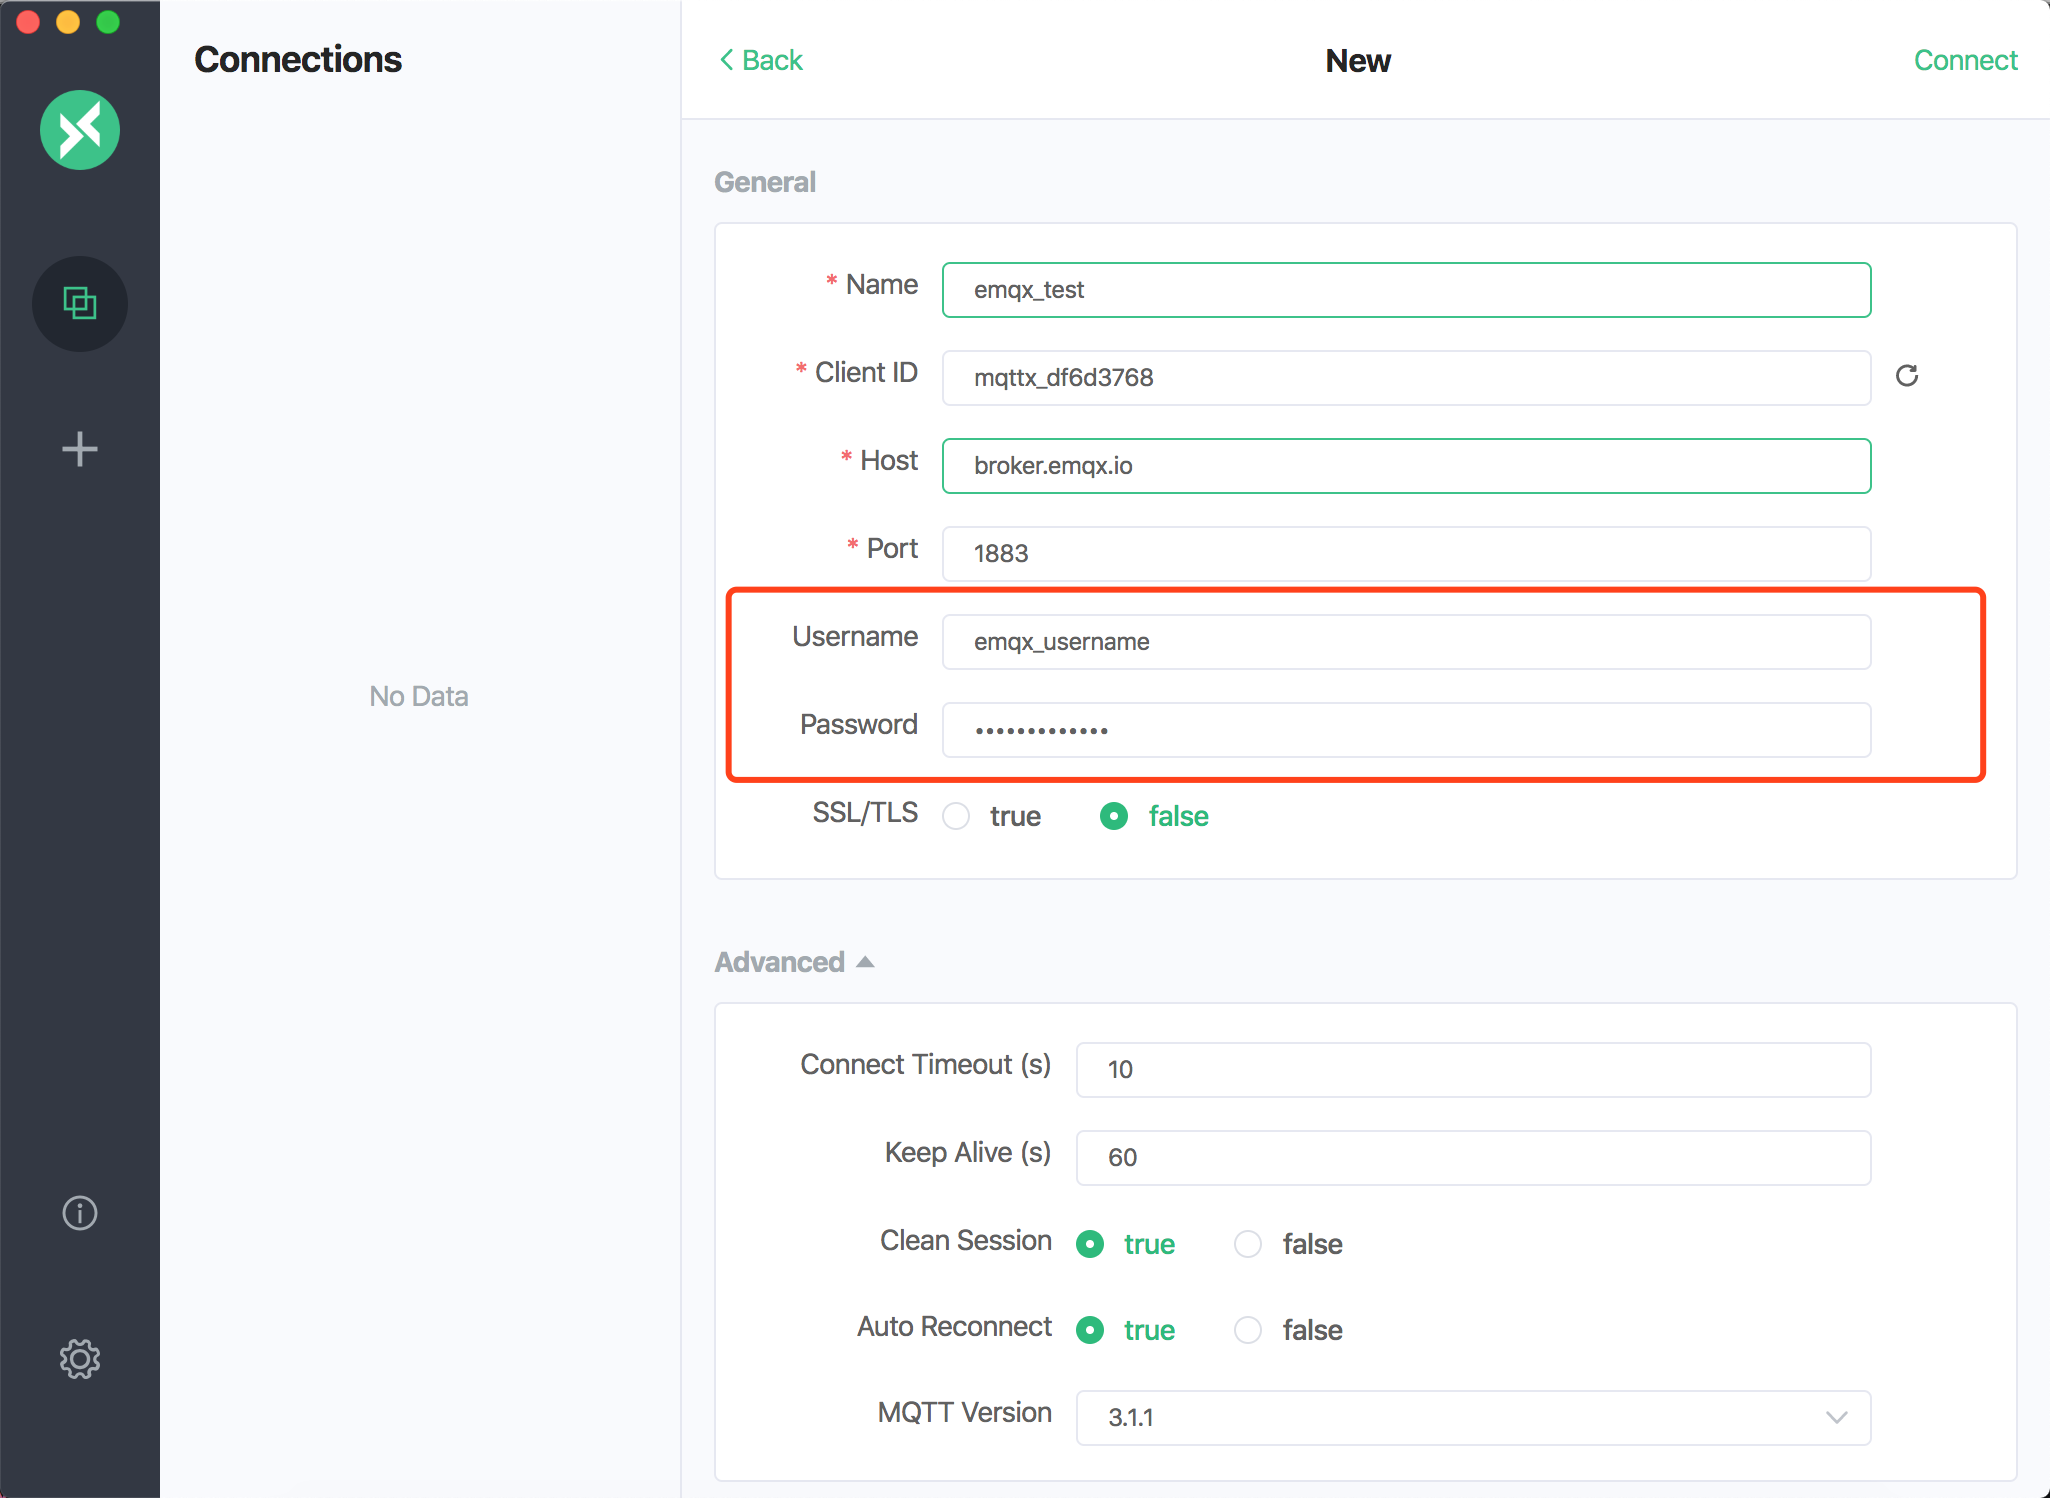 Connections
No Data
Back
New
Connect
General
* Name emqx_test
* Client ID mqttx_df6d3768
* Host broker.emqx.io
* Port 1883
Username emqx_username
Password •••••••••••••
SSL/TLS true false
Advanced
Connect Timeout (s) 10
Keep Alive (s) 60
Clean Session true false
Auto Reconnect true false
MQTT Version 3.1.1